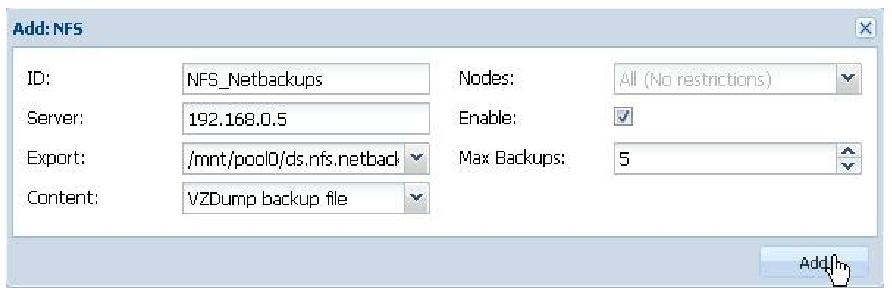 Add: NFS
ID: NFS_Netbackups
Server: 192.168.0.5
Export: /mnt/pool0/ds.nfs.netback
Content: VZDump backup file
Nodes: All (No restrictions)
Enable:
Max Backups: 5
Add